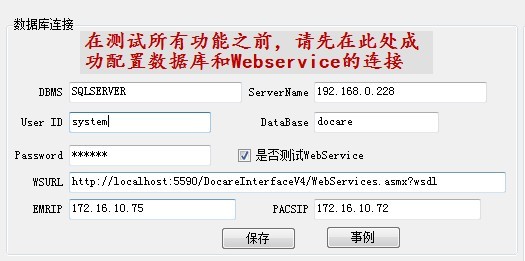 数据库连接
在测试所有功能之前，请先在此处成
功配置数据库和Webservice的连接
DBMS SQLSERVER ServerName 192.168.0.228
User ID system DataBase docare
Password ****** 是否测试WebService
WSURL http://localhost:5590/DocareInterfaceV4/WebServices.asmx?wsdl
EMRIP 172.16.10.75 PACSIP 172.16.10.72
保存 事例